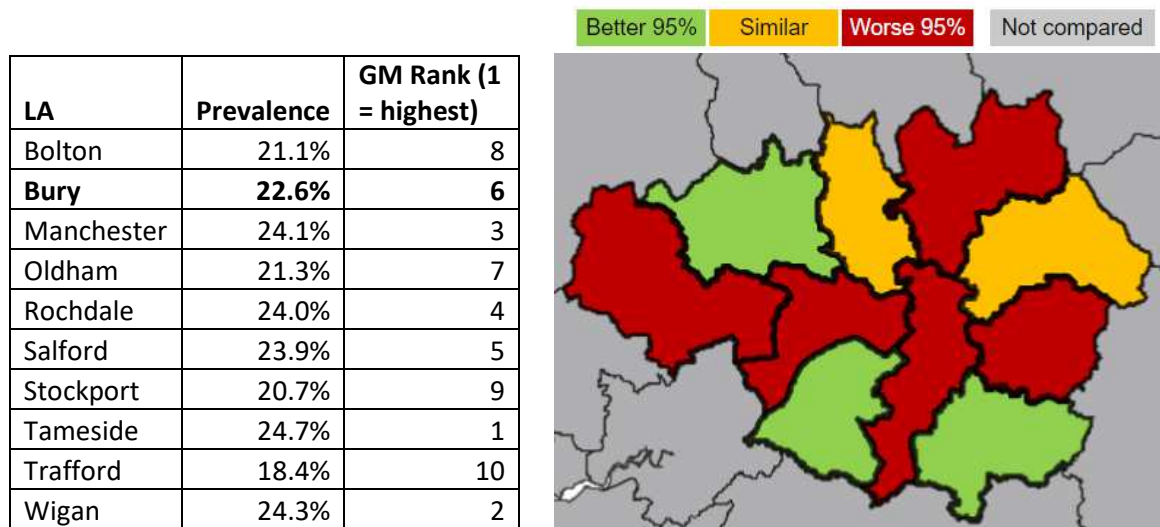 Better 95% Similar Worse 95% Not compared
LA Prevalence GM Rank (1 = highest)
Bolton 21.1% 8
Bury 22.6% 6
Manchester 24.1% 3
Oldham 21.3% 7
Rochdale 24.0% 4
Salford 23.9% 5
Stockport 20.7% 9
Tameside 24.7% 1
Trafford 18.4% 10
Wigan 24.3% 2